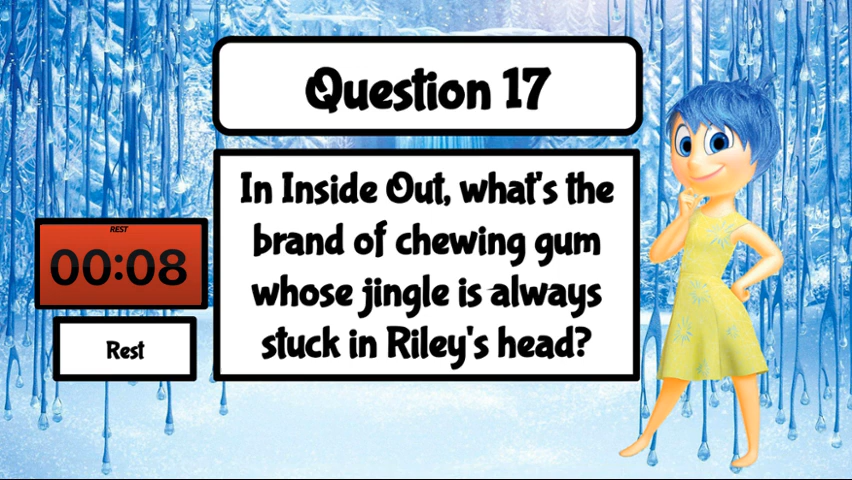 Question 17
In Inside Out, what's the
brand of chewing gum
whose jingle is always
stuck in Riley's head?
REST
00:08
Rest